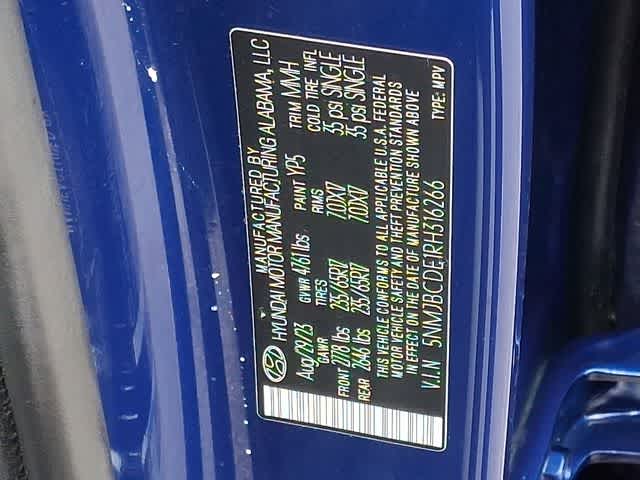 MANUFACTURED BY
HYUNDAI MOTOR MANUFACTURING ALABAMA, LLC
Aug/29/23 GVWR 4761 lbs PAINT YP5 TRIM MMH
GAWR TIRES RIMS COLD TIRE INFL
FRONT 2778 lbs 235/65R17 7.0JX17 35 psi SINGLE
REAR 2646 lbs 235/65R17 7.0JX17 35 psi SINGLE
THIS VEHICLE CONFORMS TO ALL APPLICABLE U.S.A. FEDERAL
MOTOR VEHICLE SAFETY AND THEFT PREVENTION STANDARDS
IN EFFECT ON THE DATE OF MANUFACTURE SHOWN ABOVE
V.I.N 5NMJBCDE1RH316266 TYPE: MPV